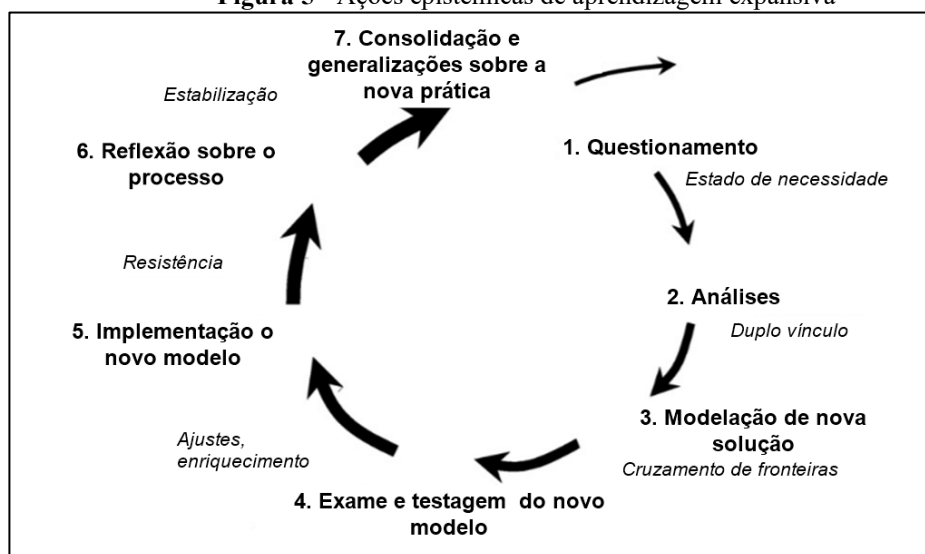 Figura 3 - Ações epistêmicas de aprendizagem expansiva
7. Consolidação e
generalizações sobre a
nova prática
Estabilização
6. Reflexão sobre o
processo
1. Questionamento
Estado de necessidade
Resistência
2. Análises
Duplo vínculo
5. Implementação o
novo modelo
3. Modelação de nova
solução
Cruzamento de fronteiras
Ajustes,
enriquecimento
4. Exame e testagem do novo
modelo